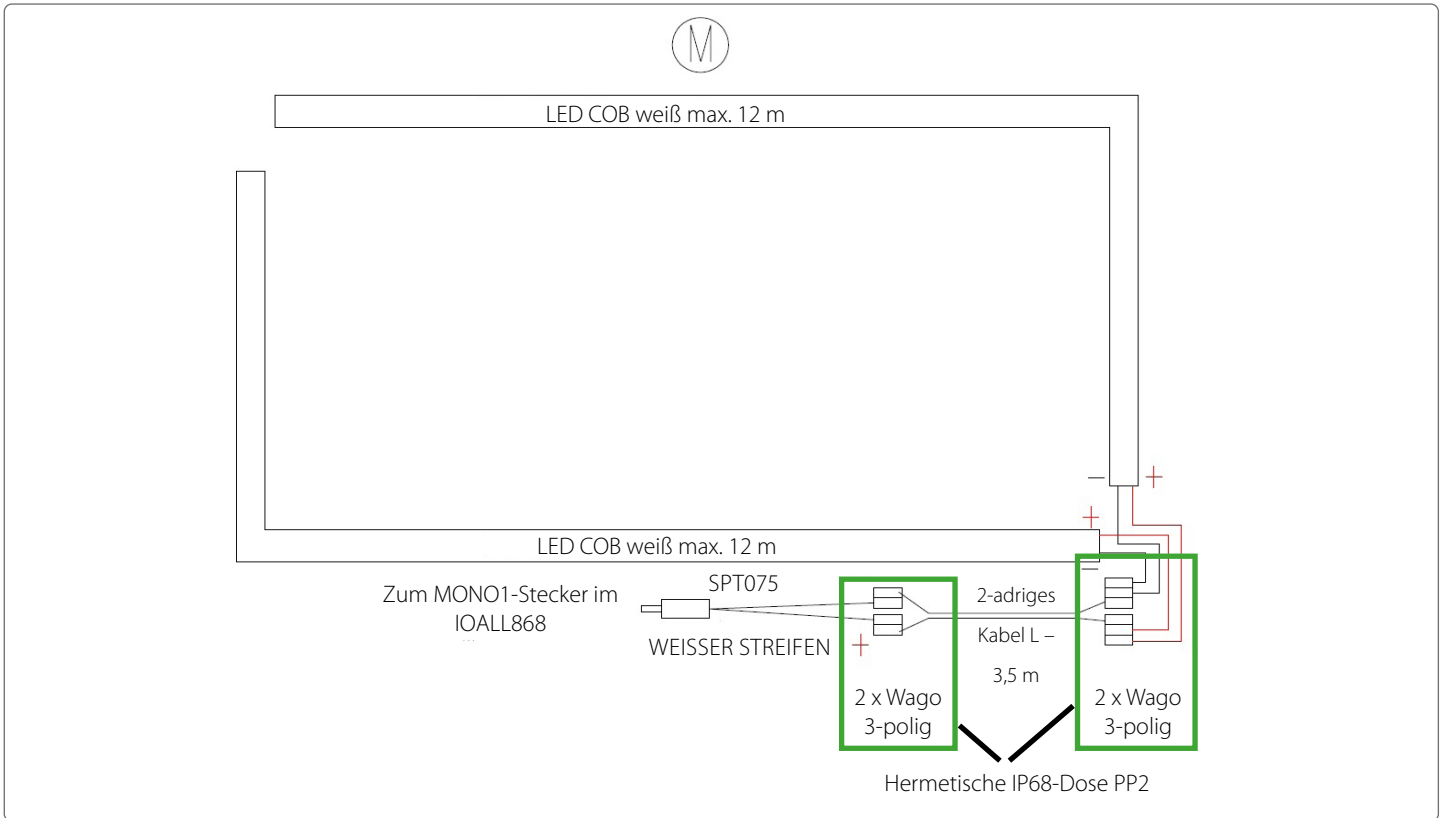 M
LED COB weiß max. 12 m
− +
+
LED COB weiß max. 12 m
−
Zum MONO1-Stecker im
IOALL868
SPT075
WEISSER STREIFEN
+
2-adriges
Kabel L –
3,5 m
2 x Wago
3-polig
2 x Wago
3-polig
Hermetische IP68-Dose PP2